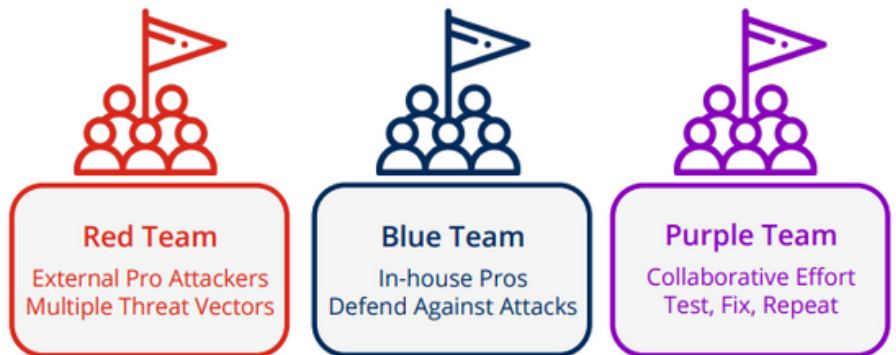 Red Team
External Pro Attackers
Multiple Threat Vectors
Blue Team
In-house Pros
Defend Against Attacks
Purple Team
Collaborative Effort
Test, Fix, Repeat